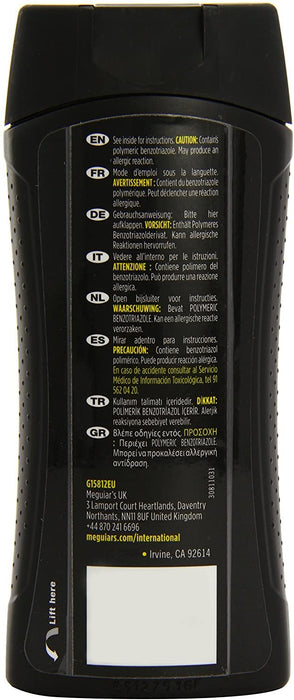 EN See inside for instructions. CAUTION: Contains
polymeric benzotriazole. May produce an
allergic reaction.
FR Mode d'emploi sous la languette.
AVERTISSEMENT : Contient du benzotriazole
polymérique. Peut déclencher une réaction
allergique.
DE Gebrauchsanweisung: Bitte hier
aufklappen. VORSICHT: Enthält Polymeres
Benzotriazolderivat. Kann allergische
Reaktionen hervorrufen.
IT Vedere all'interno per le istruzioni.
ATTENZIONE : Contiene polimero del
benzotriazolo. Può produrre una reazione
allergica.
NL Open bijsluiter voor instructies.
WAARSCHUWING: Bevat POLYMERIC
BENZOTRIAZOLE. Kan een allergische reactie
veroorzaken.
ES Mirar adentro para instrucciones.
PRECAUCIÓN: Contiene benzotriazol
polimérico. Puede producir reacción alérgica.
En caso de accidente consultar al Servicio
Médico de Información Toxicológica, tel 91
562 04 20.
TR Kullanım talimatı içeridedir. DİKKAT:
POLİMERİK BENZOTRİAZOL İÇERİR. Alerjik
reaksiyona sebebiyet verebilir.
GR Βλέπε οδηγίες εντός ΠΡΟΣΟΧΗ
: Περιέχει POLYMERIC BENZOTRIAZOLE.
Μπορεί να προκαλέσει αλλεργική
αντίδραση.
G15812EU
Meguiar's UK
3 Lamport Court Heartlands, Daventry
Northants, NN11 8UF United Kingdom
+44 870 241 6696
meguiars.com/international
• Irvine, CA 92614
30811031
Lift here